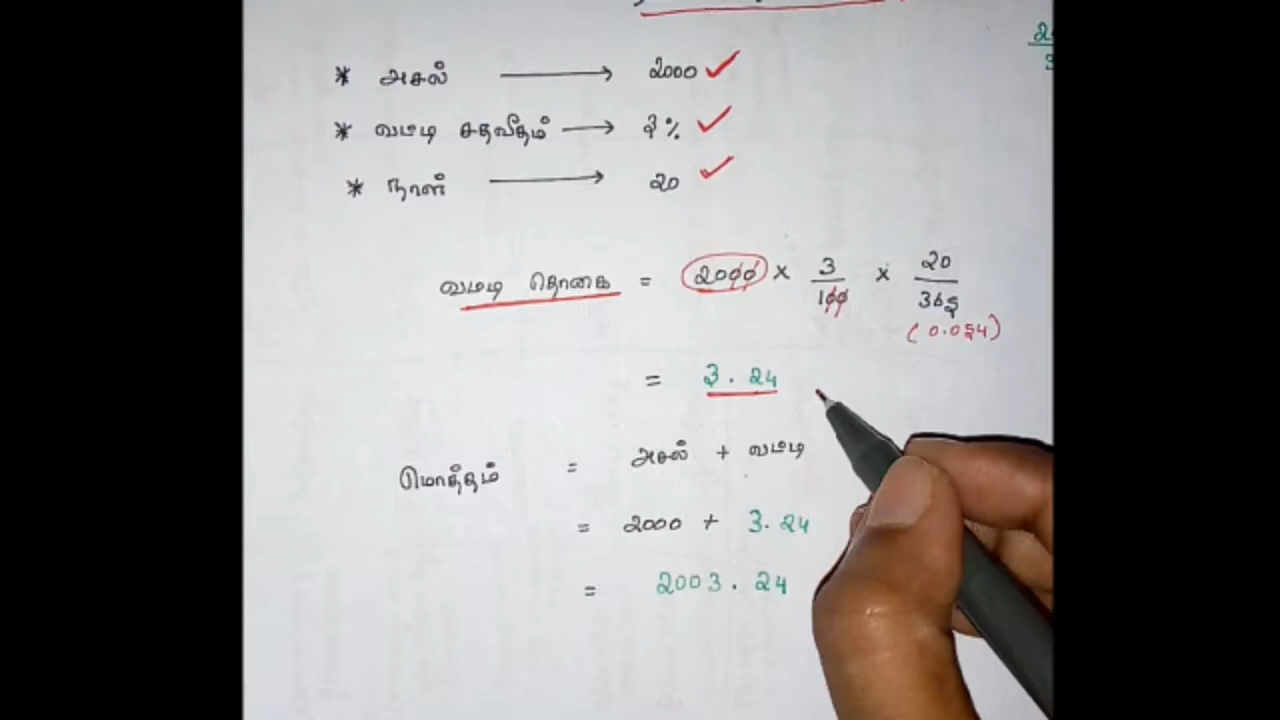 * அசல் → 2000 ✓
* வட்டி சதவீதம் → 3% ✓
* நாள் → 20 ✓
வட்டி தொகை = 2000 × 3/100 × 20/365
(0.054)
= 3.24
மொத்தம் = அசல் + வட்டி
= 2000 + 3.24
= 2003.24